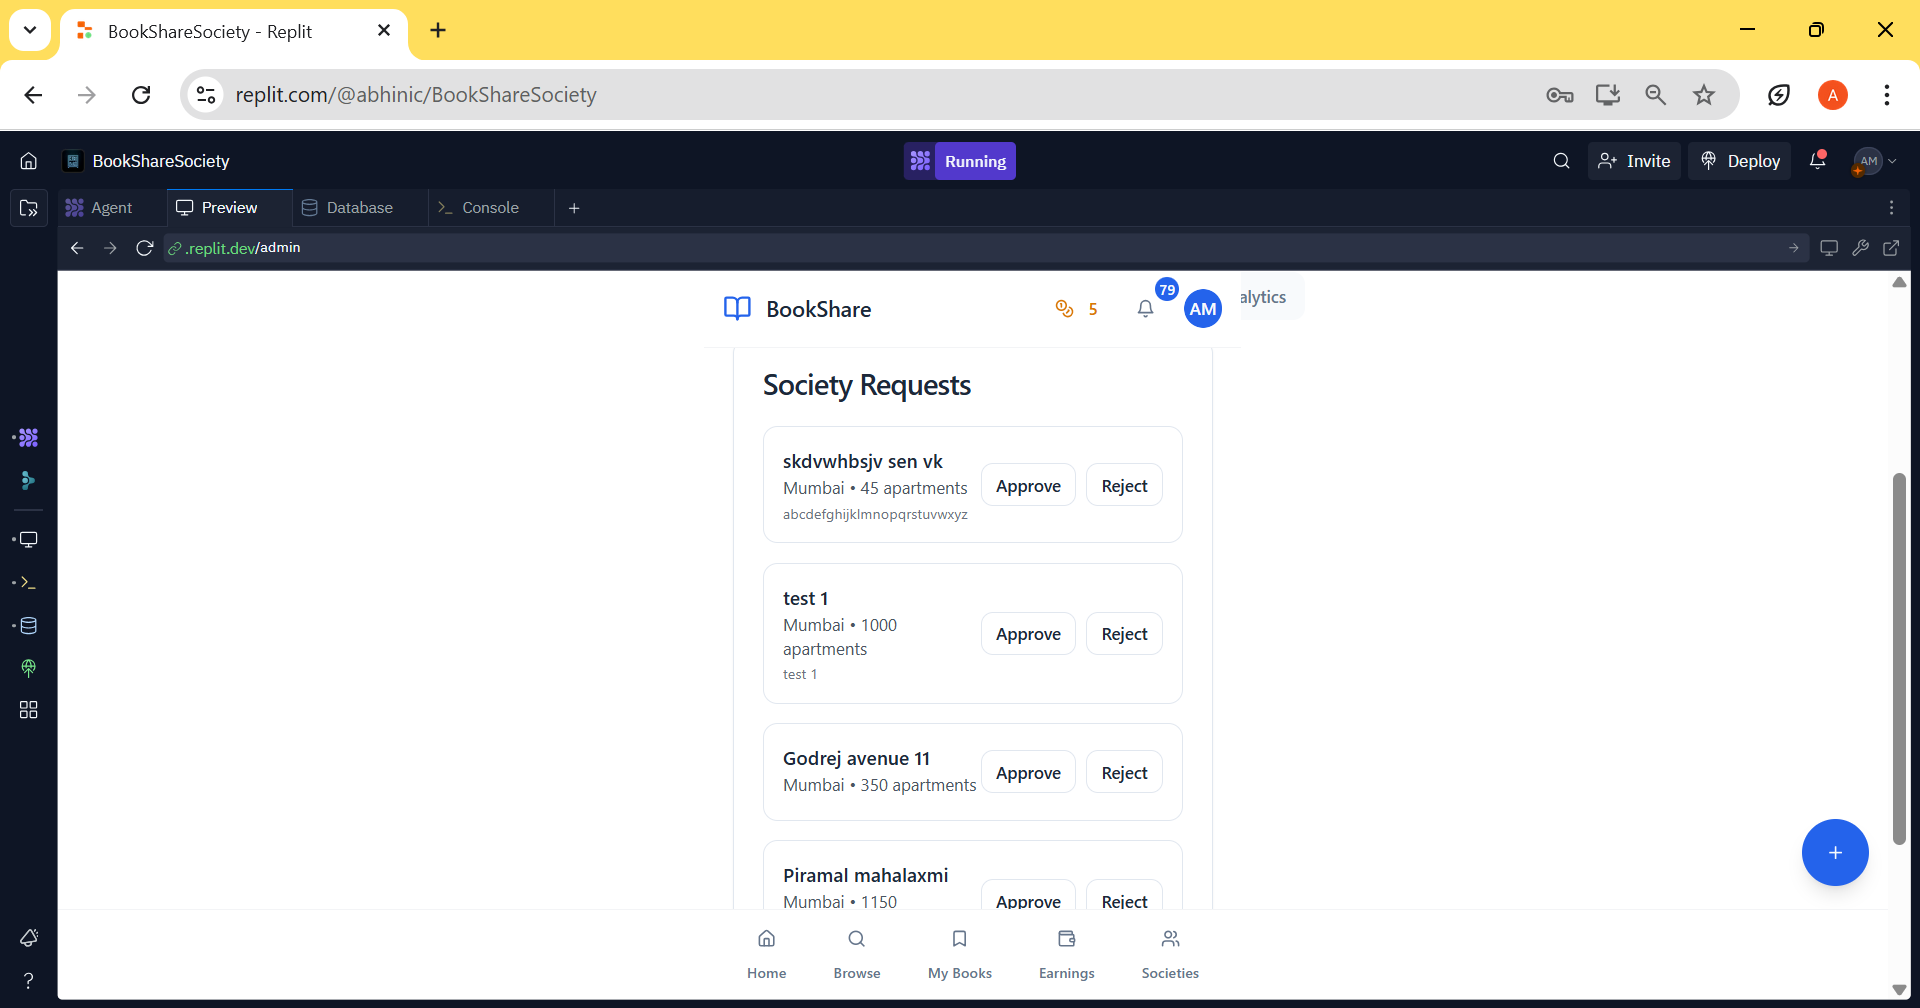 BookShareSociety - Replit
replit.com/@abhinic/BookShareSociety
A
BookShareSociety
Running
Invite
Deploy
AM
Agent
Preview
Database
Console
.replit.dev/admin
BookShare
5
79
AM
alytics
Society Requests
skdvwhbsjv sen vk
Mumbai • 45 apartments
abcdefghijklmnopqrstuvwxyz
Approve
Reject
test 1
Mumbai • 1000
apartments
test 1
Approve
Reject
Godrej avenue 11
Mumbai • 350 apartments
Approve
Reject
Piramal mahalaxmi
Mumbai • 1150
Approve
Reject
Home
Browse
My Books
Earnings
Societies